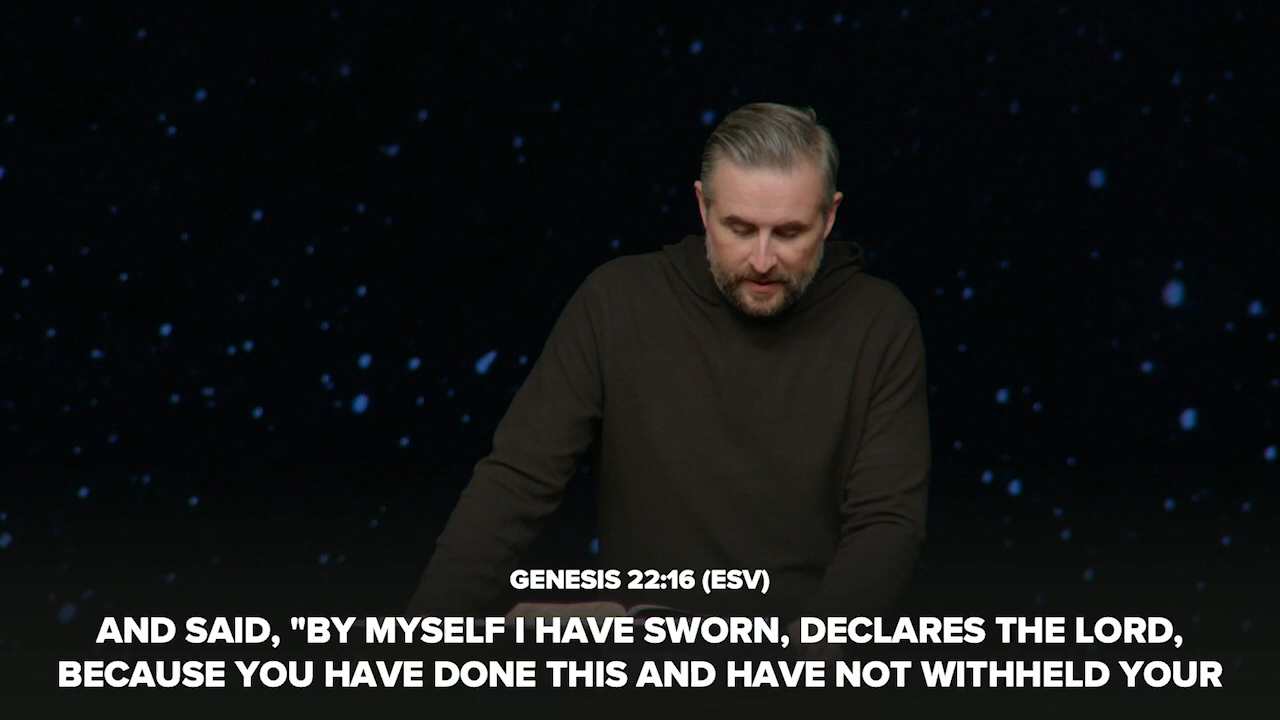 GENESIS 22:16 (ESV)
AND SAID, "BY MYSELF I HAVE SWORN, DECLARES THE LORD,
BECAUSE YOU HAVE DONE THIS AND HAVE NOT WITHHELD YOUR